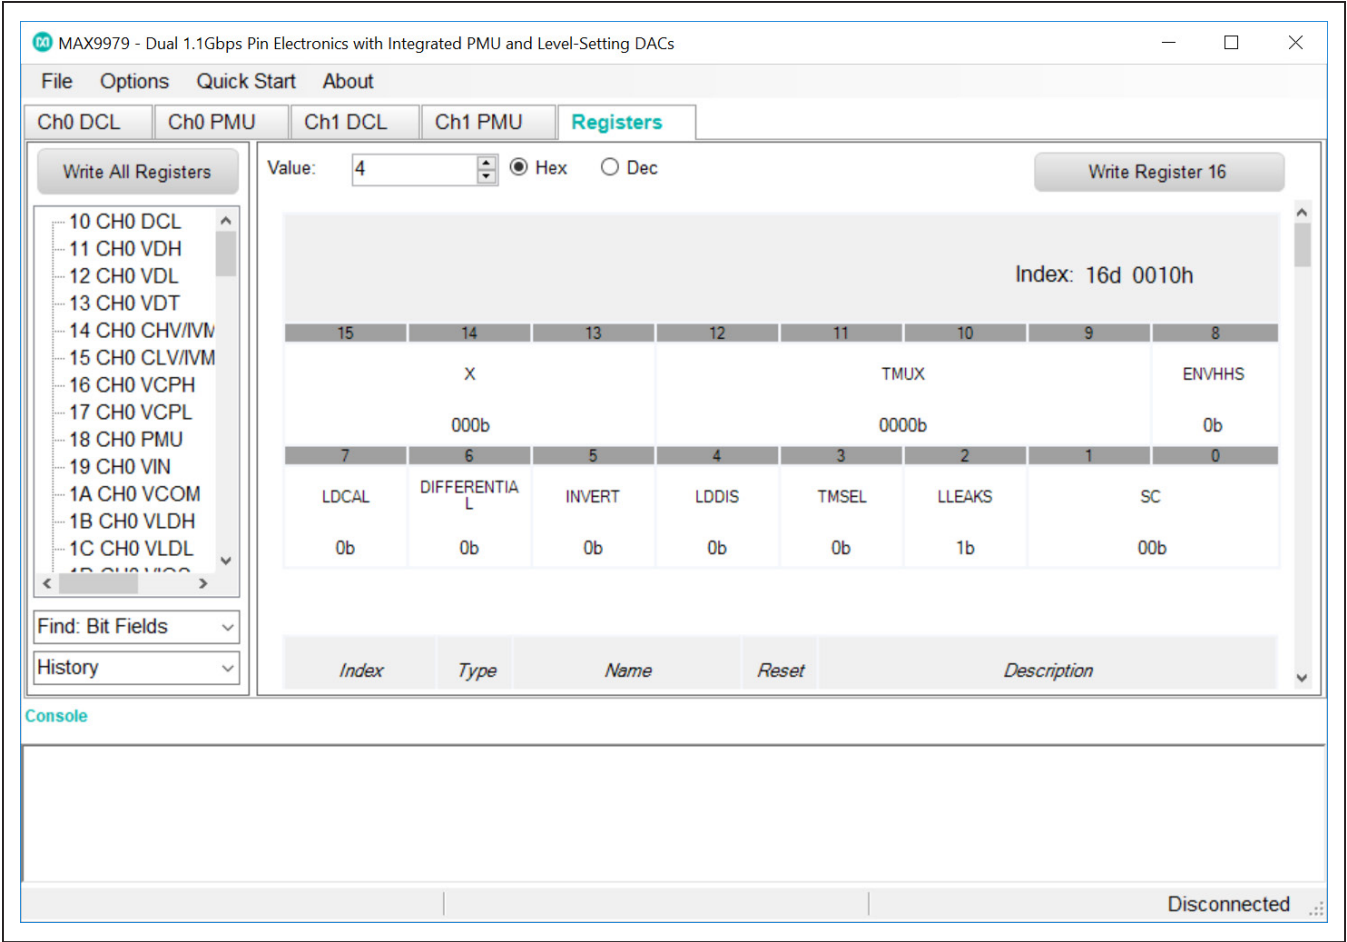 MAX9979 - Dual 1.1Gbps Pin Electronics with Integrated PMU and Level-Setting DACs
File Options Quick Start About
Ch0 DCL Ch0 PMU Ch1 DCL Ch1 PMU Registers
Write All Registers
Value: 4 Hex Dec Write Register 16
10 CH0 DCL
11 CH0 VDH
12 CH0 VDL
13 CH0 VDT
14 CH0 CHV/IVM
15 CH0 CLV/IVM
16 CH0 VCPH
17 CH0 VCPL
18 CH0 PMU
19 CH0 VIN
1A CH0 VCOM
1B CH0 VLDH
1C CH0 VLDL
Find: Bit Fields
History
Index: 16d 0010h
15 14 13 12 11 10 9 8
X TMUX ENVHHS
000b 0000b 0b
7 6 5 4 3 2 1 0
LDCAL DIFFERENTIA
L INVERT LDDIS TMSEL LLEAKS SC
0b 0b 0b 0b 0b 1b 00b
Index Type Name Reset Description
Console
Disconnected